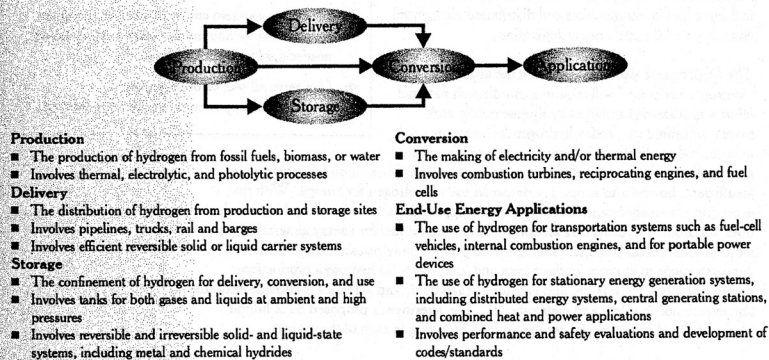 Delivery
Production
Conversion
Application
Storage
Production
■ The production of hydrogen from fossil fuels, biomass, or water
■ Involves thermal, electrolytic, and photolytic processes
Delivery
■ The distribution of hydrogen from production and storage sites
■ Involves pipelines, trucks, rail and barges
■ Involves efficient reversible solid or liquid carrier systems
Storage
■ The confinement of hydrogen for delivery, conversion, and use
■ Involves tanks for both gases and liquids at ambient and high
pressures
■ Involves reversible and irreversible solid- and liquid-state
systems, including metal and chemical hydrides
Conversion
■ The making of electricity and/or thermal energy
■ Involves combustion turbines, reciprocating engines, and fuel
cells
End-Use Energy Applications
■ The use of hydrogen for transportation systems such as fuel-cell
vehicles, internal combustion engines, and for portable power
devices
■ The use of hydrogen for stationary energy generation systems,
including distributed energy systems, central generating stations,
and combined heat and power applications
■ Involves performance and safety evaluations and development of
codes/standards